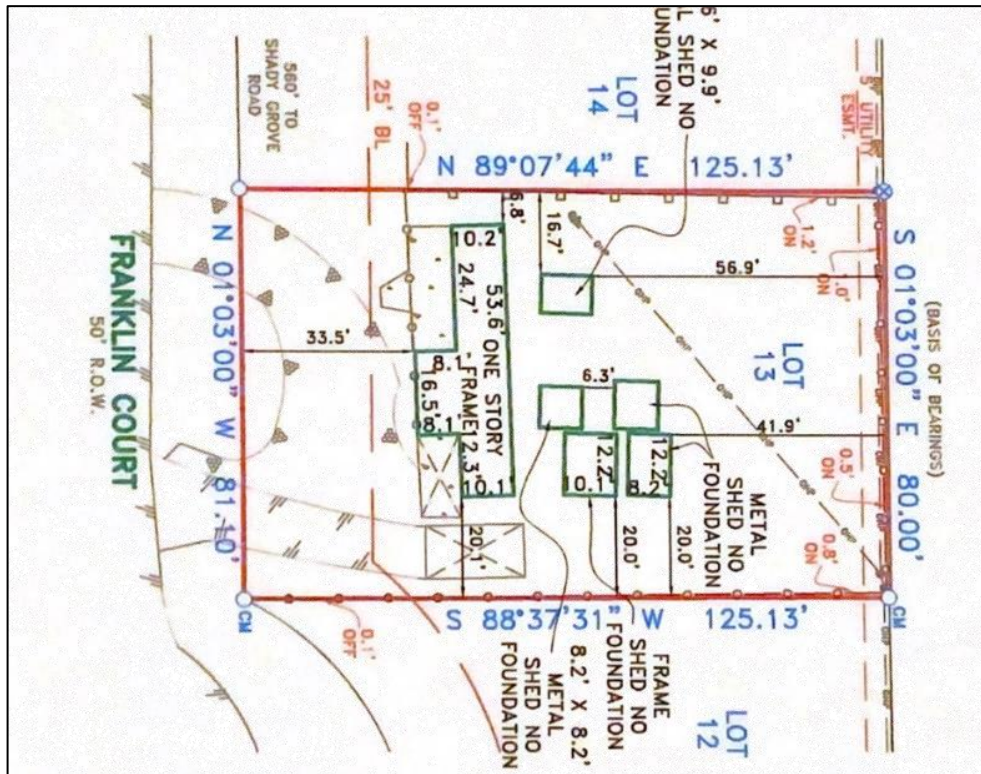 6' X 9.9'
L SHED NO
UNDATION
LOT
14
560' TO
SHADY GROVE
ROAD
25' BL
0.1'
OFF
5' UTILITY
ESMT.
N 89°07'44" E 125.13'
6.8'
16.7'
1.2'
ON
.0'
ON
56.9'
10.2'
24.7'
53.6'
ONE STORY
FRAME
33.5'
8.1'
16.5'
8.1'
12.3'
10.1'
20.1'
6.3'
LOT
13
41.9'
12.2'
10.1'
12.2'
8.2'
20.0'
20.0'
METAL
SHED NO
FOUNDATION
0.5'
ON
0.8'
ON
S 01°03'00" E 80.00'
(BASIS OF BEARINGS)
N 01°03'00" W 81.10'
FRANKLIN COURT
50' R.O.W.
CM
CM
S 88°37'31" W 125.13'
0.1'
OFF
8.2' X 8.2'
METAL
SHED NO
FOUNDATION
FRAME
SHED NO
FOUNDATION
LOT
12